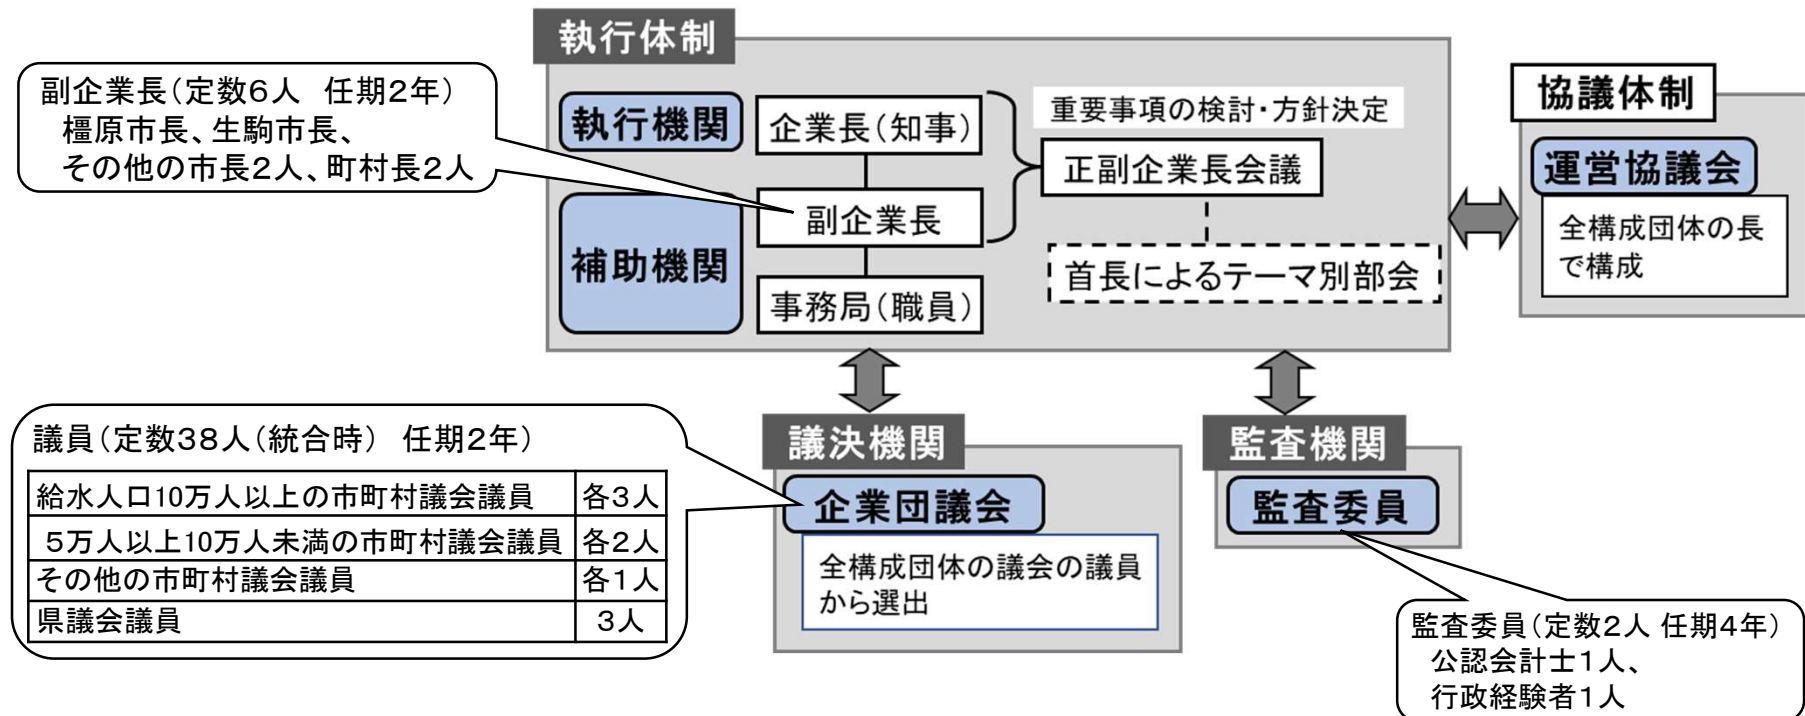 執行体制
副企業長（定数６人　任期２年）
橿原市長、生駒市長、
その他の市長２人、町村長２人
執行機関
企業長（知事）
重要事項の検討・方針決定
正副企業長会議
補助機関
副企業長
首長によるテーマ別部会
事務局（職員）
協議体制
運営協議会
全構成団体の長
で構成
議員（定数３８人（統合時）　任期２年）
給水人口10万人以上の市町村議会議員　各３人
５万人以上10万人未満の市町村議会議員　各２人
その他の市町村議会議員　各１人
県議会議員　３人
議決機関
企業団議会
全構成団体の議会の議員
から選出
監査機関
監査委員
監査委員（定数２人 任期４年）
公認会計士１人、
行政経験者１人